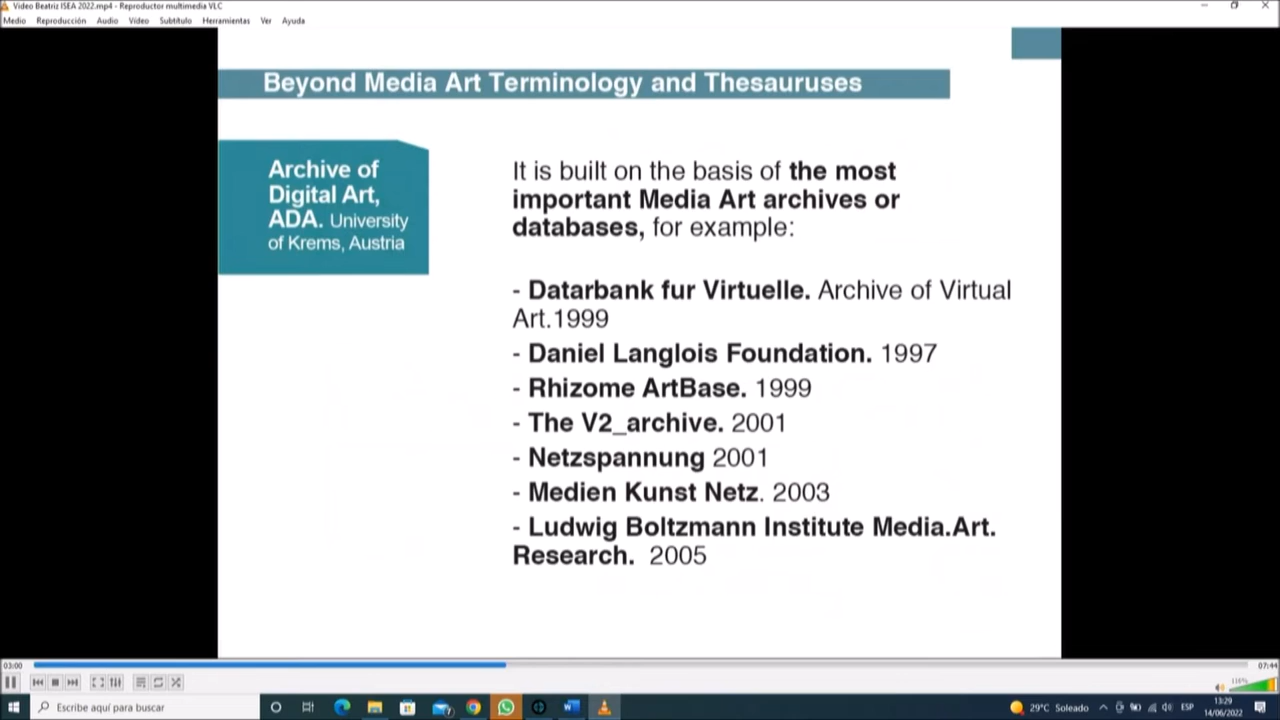 Video Beatriz ISEA 2022.mp4 - Reproductor multimedia VLC
Medio Reproducción Audio Vídeo Subtítulo Herramientas Ver Ayuda
Beyond Media Art Terminology and Thesauruses
Archive of
Digital Art,
ADA. University
of Krems, Austria
It is built on the basis of the most
important Media Art archives or
databases, for example:
- Datarbank fur Virtuelle. Archive of Virtual
Art.1999
- Daniel Langlois Foundation. 1997
- Rhizome ArtBase. 1999
- The V2_archive. 2001
- Netzspannung 2001
- Medien Kunst Netz. 2003
- Ludwig Boltzmann Institute Media.Art.
Research. 2005
03:00
07:44
116%
Escribe aquí para buscar
29°C Soleado
ESP
13:29
14/06/2022